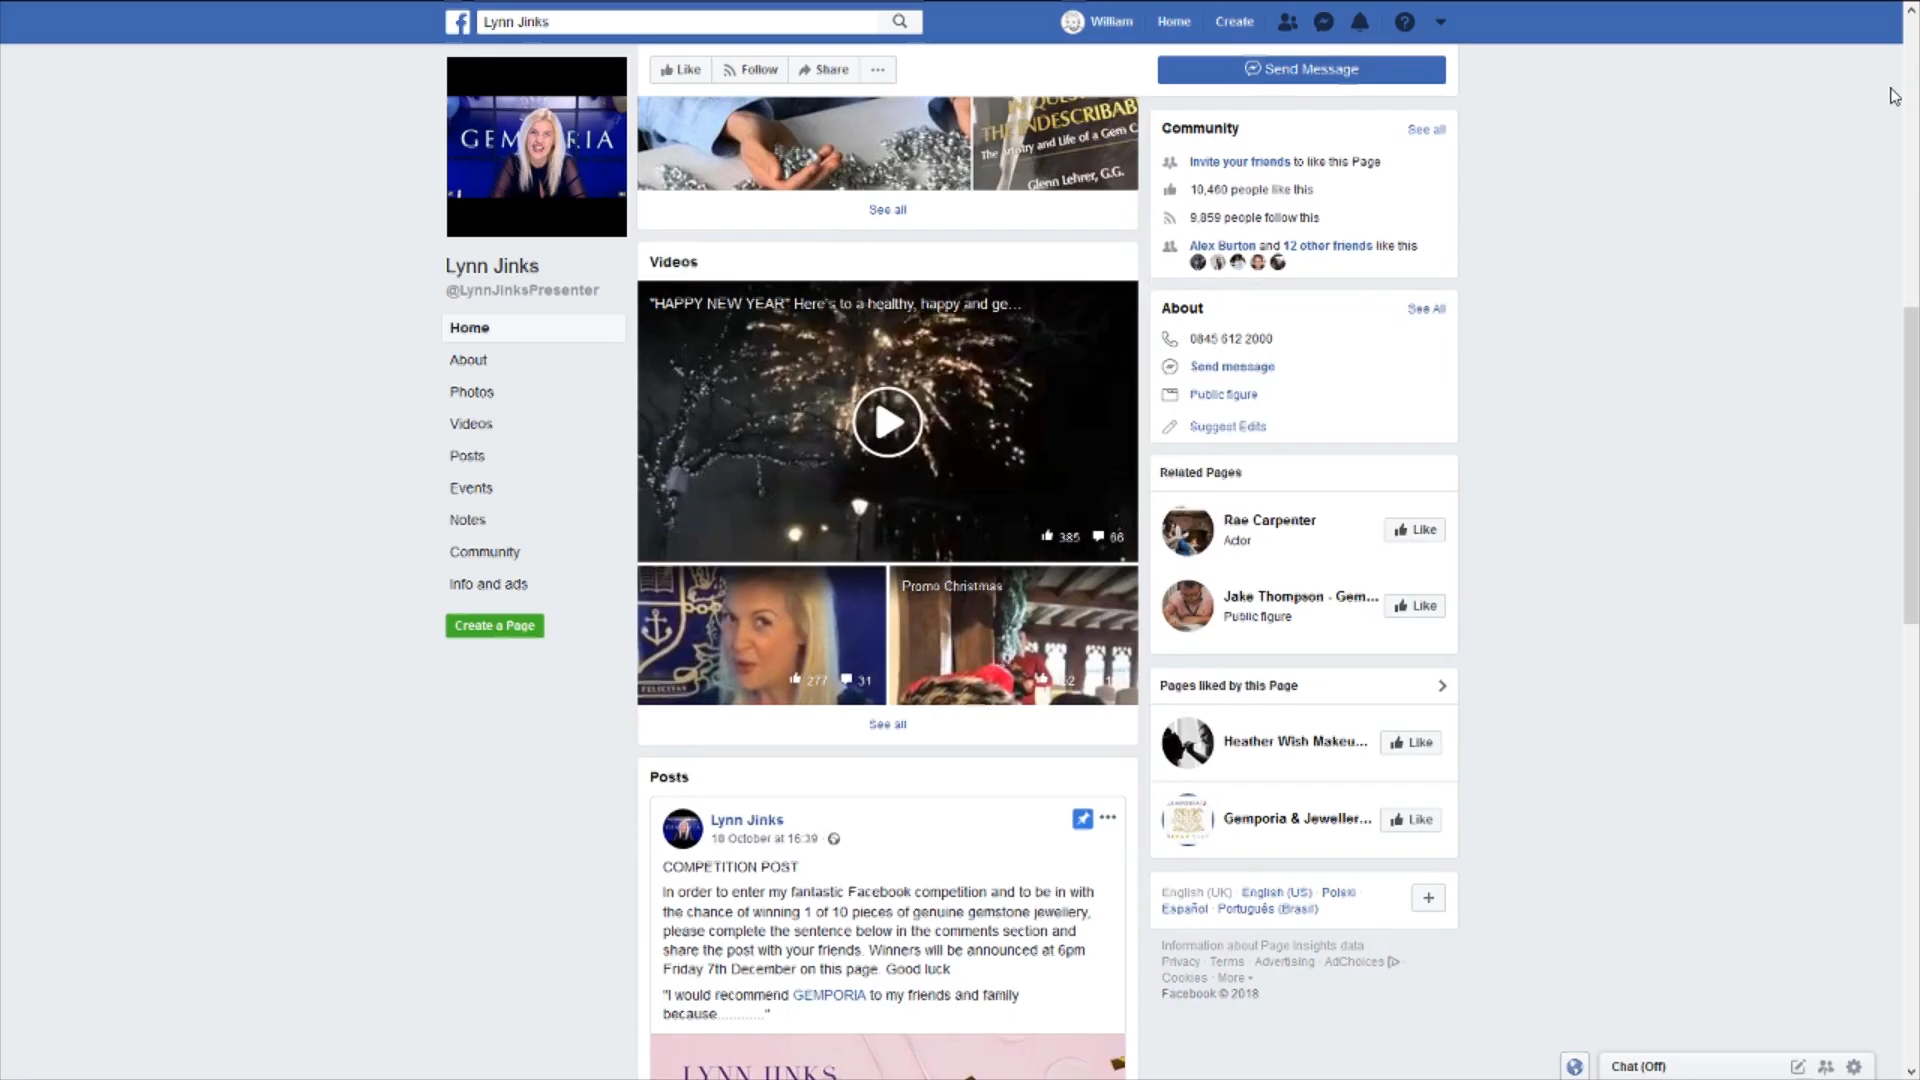 Lynn Jinks
William
Home
Create
Like
Follow
Share
Send Message
GEMPORIA
Lynn Jinks
@LynnJinksPresenter
Home
About
Photos
Videos
Posts
Events
Notes
Community
Info and ads
Create a Page
IN QUEST
THE INDESCRIBAB
The Artistry and Life of a Gem C
Glenn Lehrer, G.G.
See all
Videos
"HAPPY NEW YEAR" Here's to a healthy, happy and ge...
385 66
FELICITAS
277 31
Promo Christmas
See all
Posts
Lynn Jinks
18 October at 16:39
COMPETITION POST
In order to enter my fantastic Facebook competition and to be in with
the chance of winning 1 of 10 pieces of genuine gemstone jewellery,
please complete the sentence below in the comments section and
share the post with your friends. Winners will be announced at 6pm
Friday 7th December on this page. Good luck
"I would recommend GEMPORIA to my friends and family
because............"
LYNN JINKS
Community
See all
Invite your friends to like this Page
10,460 people like this
9,859 people follow this
Alex Burton and 12 other friends like this
About
See All
0845 612 2000
Send message
Public figure
Suggest Edits
Related Pages
Rae Carpenter
Actor
Like
Jake Thompson - Gem...
Public figure
Like
Pages liked by this Page
Heather Wish Makeu...
Like
Gemporia & Jeweller...
Like
English (UK) · English (US) · Polski ·
Español · Português (Brasil)
Information about Page Insights data
Privacy · Terms · Advertising · AdChoices ·
Cookies · More
Facebook © 2018
Chat (Off)